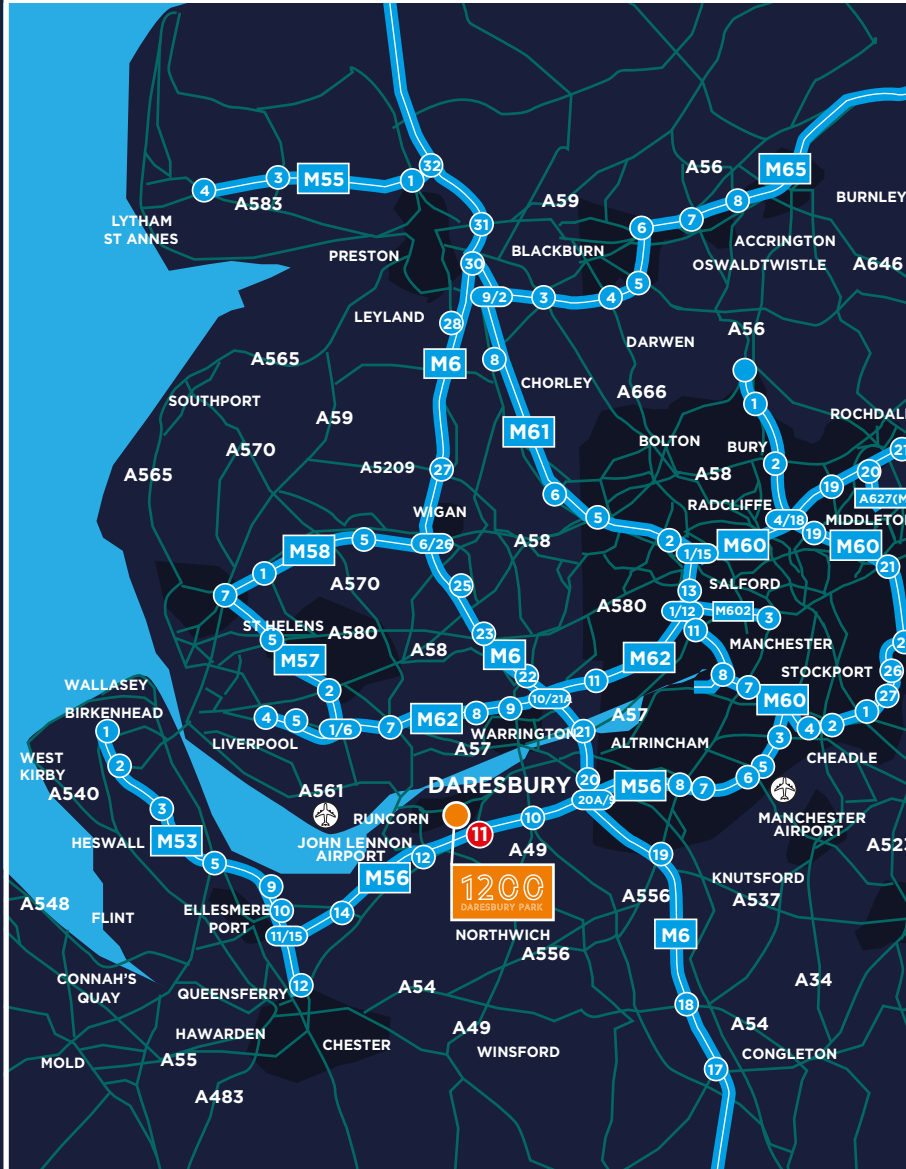 32
3
M55
1
4
A583
A56
M65
8
7
BURNLEY
LYTHAM
ST ANNES
A59
31
6
ACCRINGTON
PRESTON
BLACKBURN
OSWALDTWISTLE
A646
30
5
9/2
3
4
LEYLAND
28
A56
DARWEN
A565
M6
8
CHORLEY
A666
SOUTHPORT
1
ROCHDAL
A59
M61
A570
BOLTON
BURY
21
A565
A5209
27
A58
2
20
19
6
A627(M
WIGAN
5
RADCLIFFE
4/18
MIDDLETON
19
M58
5
6/26
A58
2
1/15
M60
M60
21
1
A570
25
13
SALFORD
7
A580
1/12
M602
3
ST HELENS
A580
23
11
MANCHESTER
5
A58
M6
M62
2
M57
22
11
8
STOCKPORT
26
WALLASEY
2
10/21A
7
M60
27
BIRKENHEAD
4
5
1/6
7
M62
8
9
A57
1
1
LIVERPOOL
WARRINGTON
21
ALTRINCHAM
3
4
2
A57
WEST
KIRBY
2
CHEADLE
A540
A561
DARESBURY
20
M56
8
7
6
5
20A/9
3
RUNCORN
11
10
MANCHESTER
AIRPORT
HESWALL
M53
JOHN LENNON
AIRPORT
A49
A523
5
12
19
M56
1200
DARESBURY PARK
KNUTSFORD
9
A556
A537
A548
FLINT
ELLESMERE
PORT
10
14
11/15
NORTHWICH
M6
A556
CONNAH'S
QUAY
QUEENSFERRY
12
A54
A34
18
HAWARDEN
CHESTER
A49
A54
MOLD
A55
WINSFORD
CONGLETON
17
A483